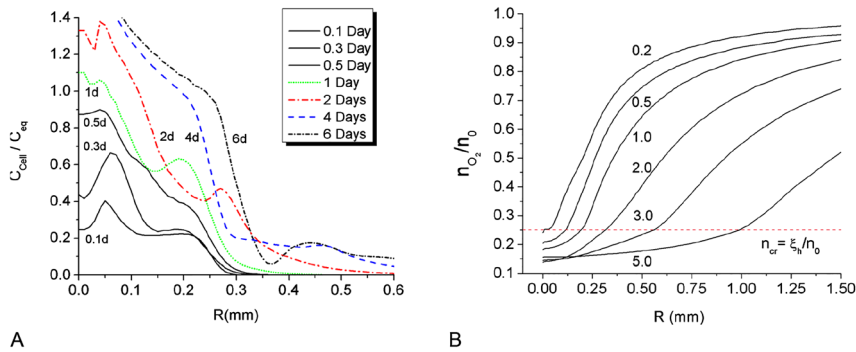 1.4
1.2
1.0
0.8
0.6
0.4
0.2
0.0
C_Cell / C_eq
0.0 0.1 0.2 0.3 0.4 0.5 0.6
R(mm)
1d
0.5d
0.3d
0.1d
2d 4d 6d
0.1 Day
0.3 Day
0.5 Day
1 Day
2 Days
4 Days
6 Days
A
1.0
0.9
0.8
0.7
0.6
0.5
0.4
0.3
0.2
0.1
n_O2/n_0
0.2
0.5
1.0
2.0
3.0
5.0
n_cr= ξ_h/n_0
0.00 0.25 0.50 0.75 1.00 1.25 1.50
R (mm)
B